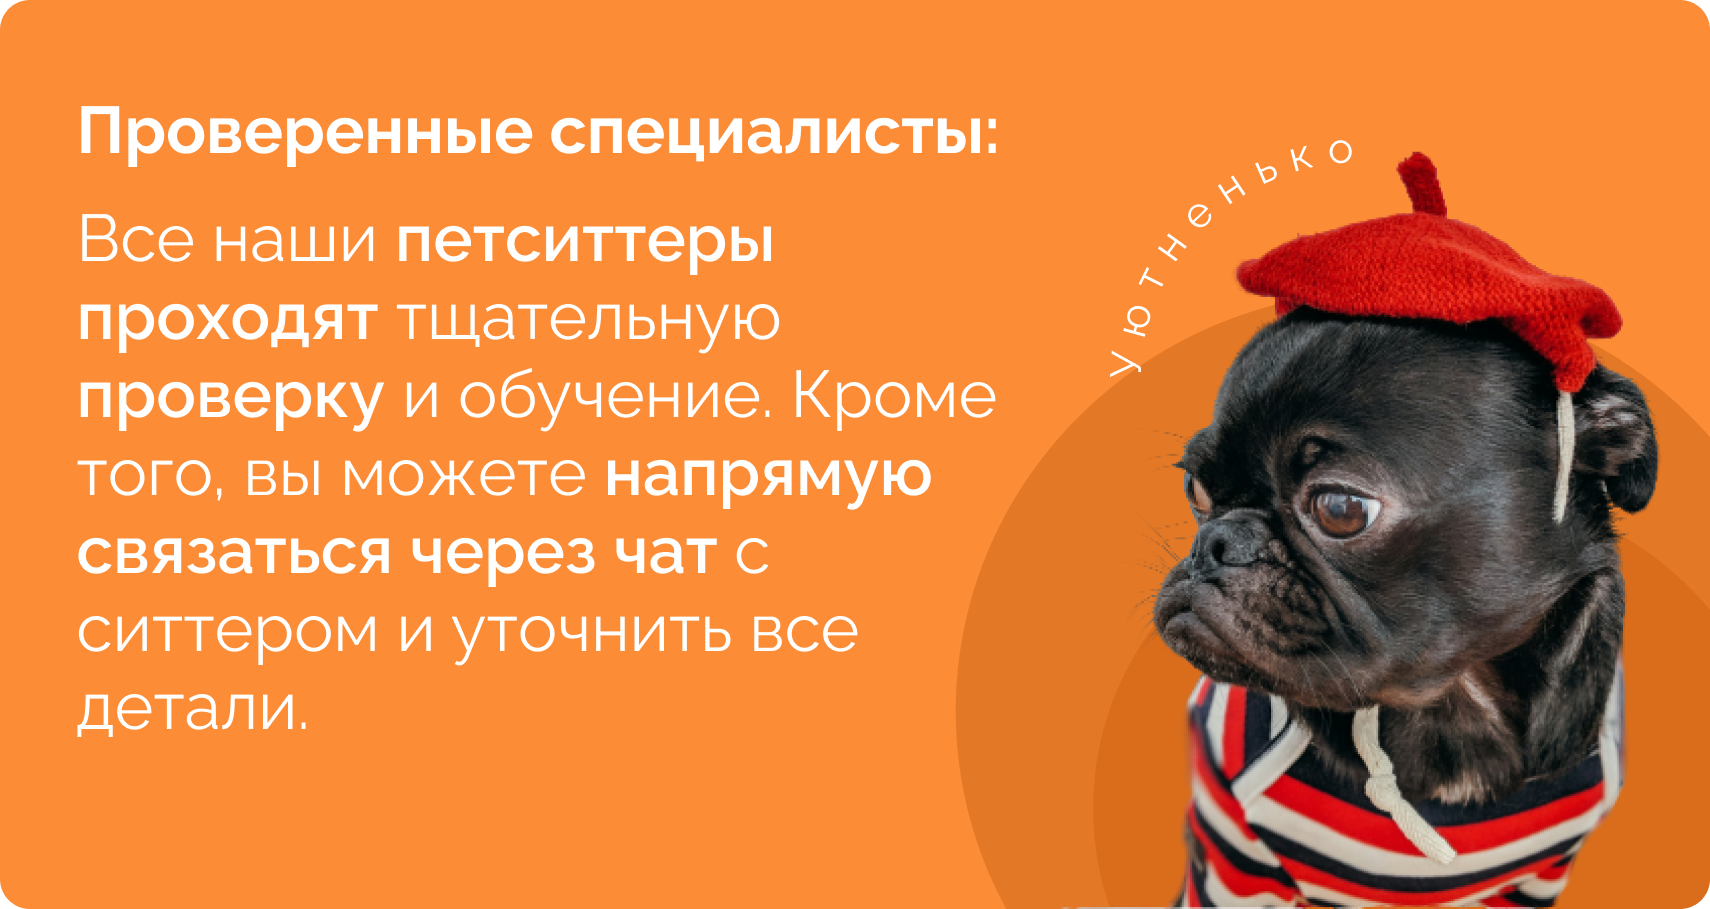 Проверенные специалисты:
Все наши петситтеры
проходят тщательную
проверку и обучение. Кроме
того, вы можете напрямую
связаться через чат с
ситтером и уточнить все
детали.
уютненько